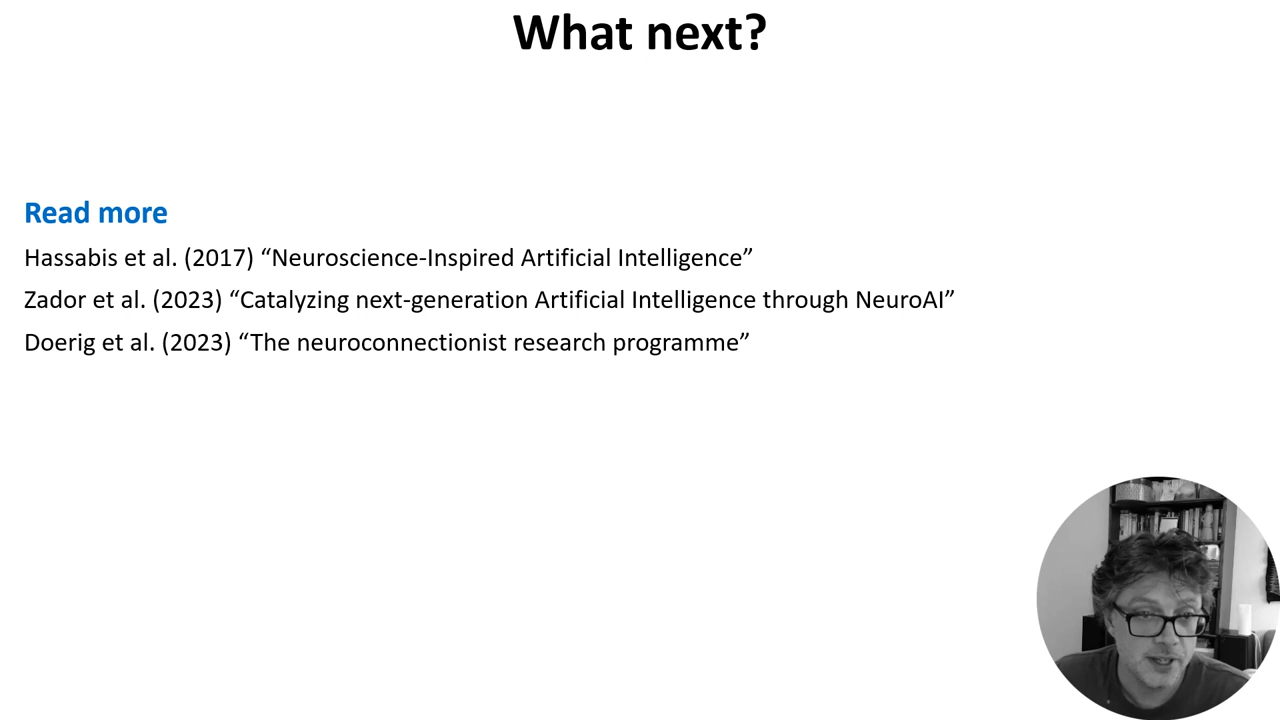 What next?
Read more
Hassabis et al. (2017) “Neuroscience-Inspired Artificial Intelligence”
Zador et al. (2023) “Catalyzing next-generation Artificial Intelligence through NeuroAI”
Doerig et al. (2023) “The neuroconnectionist research programme”